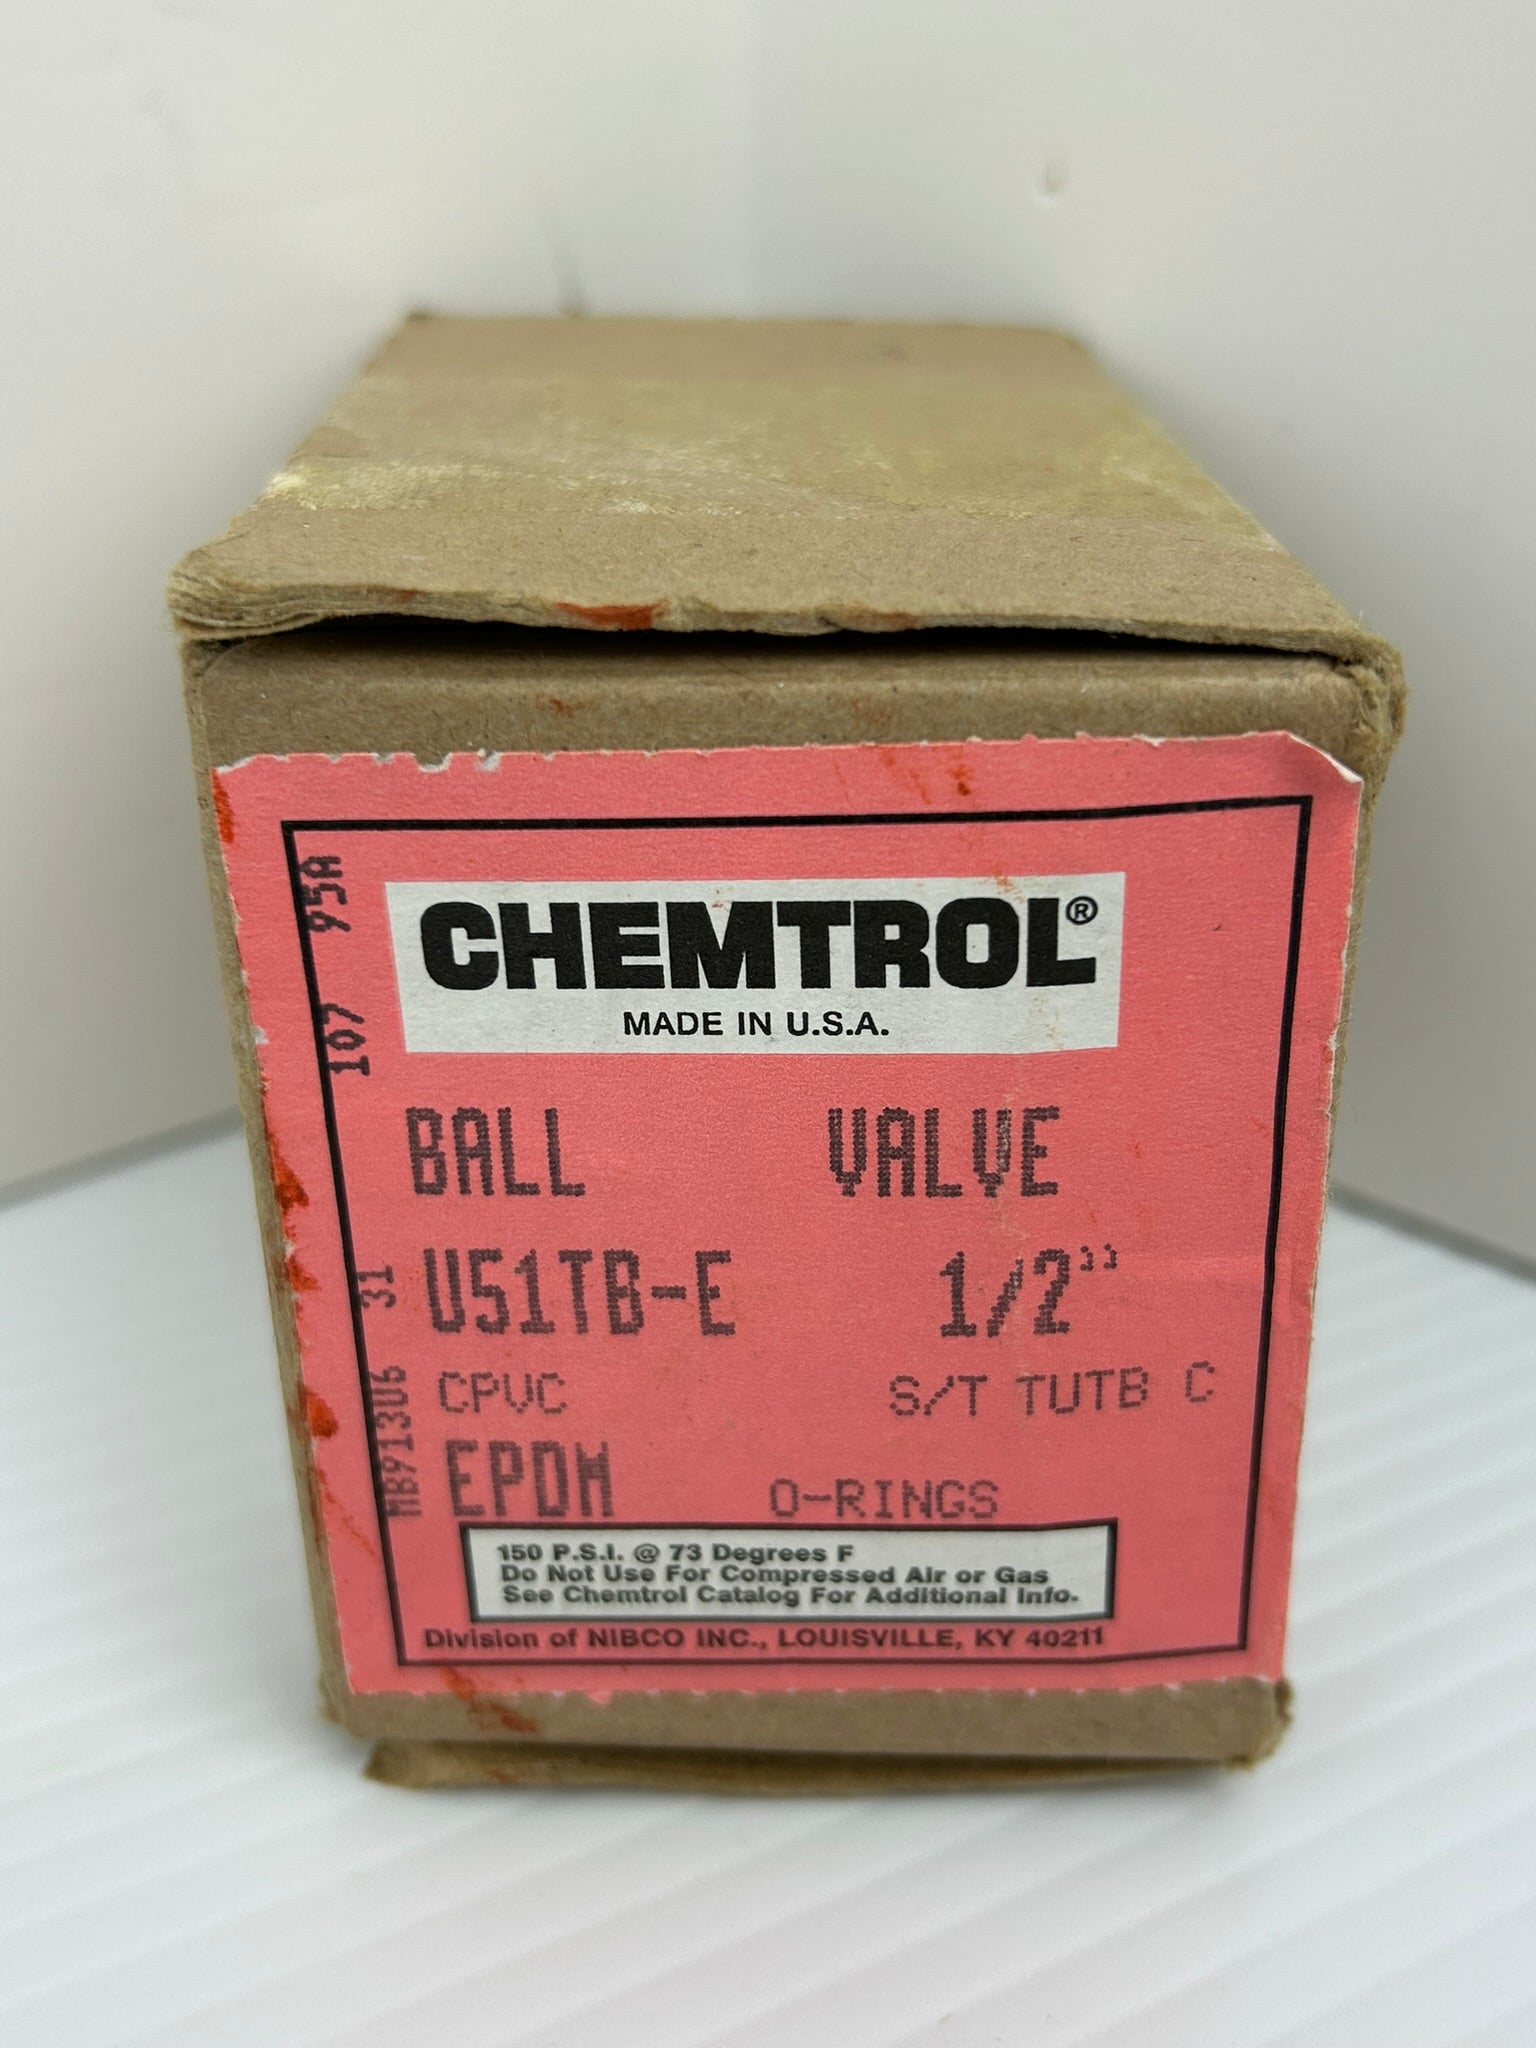 CHEMTROL®
MADE IN U.S.A.
BALL VALVE
U51TB-E 1/2"
CPVC S/T TUTB C
EPDM O-RINGS
150 P.S.I. @ 73 Degrees F
Do Not Use For Compressed Air or Gas
See Chemtrol Catalog For Additional Info.
Division of NIBCO INC., LOUISVILLE, KY 40211
MB913U6 31 107 95A